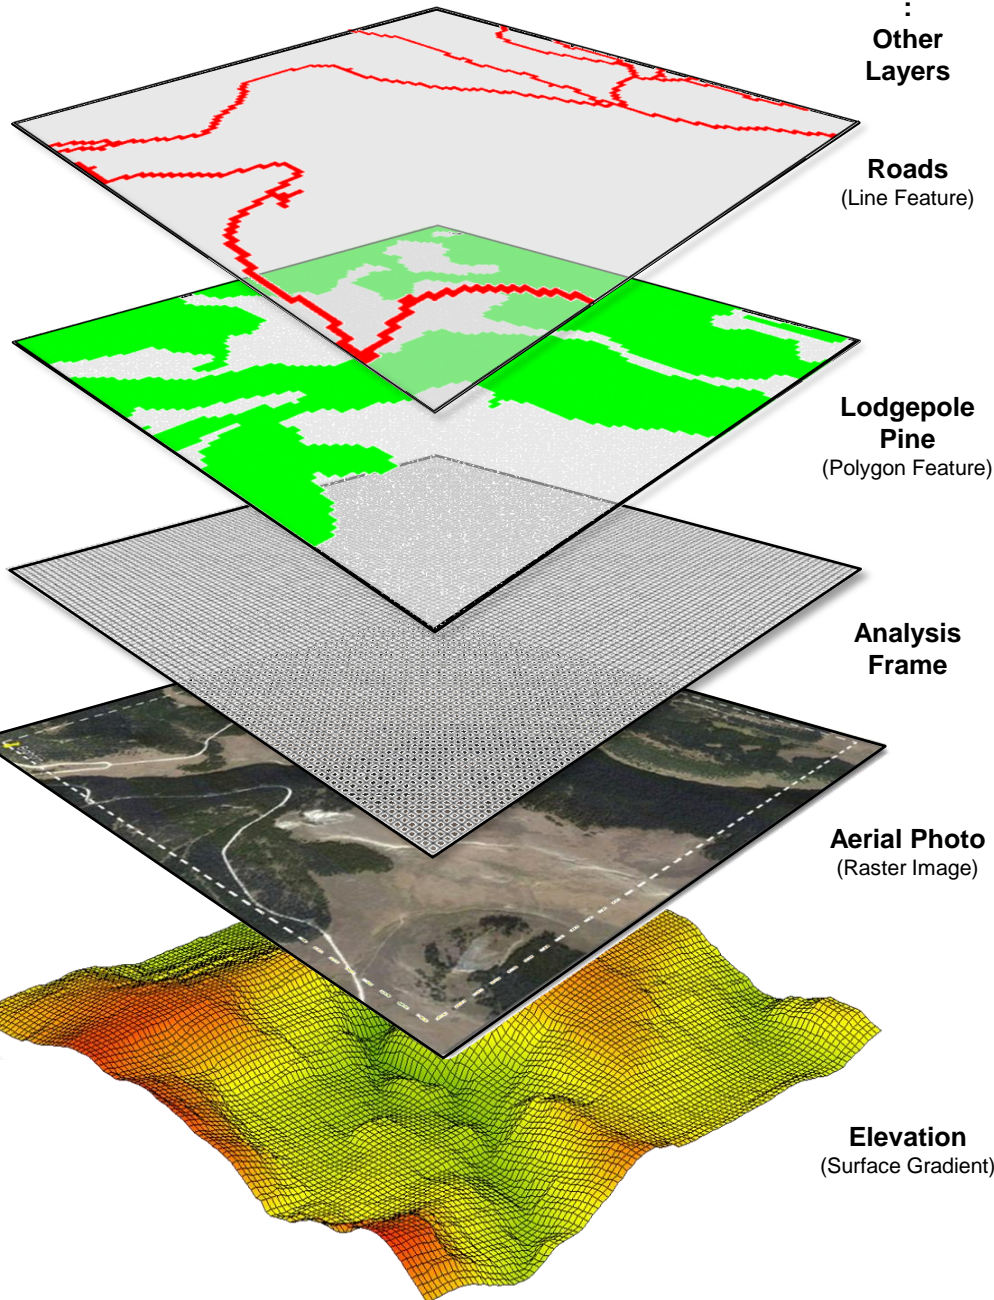 :
Other
Layers
Roads
(Line Feature)
Lodgepole
Pine
(Polygon Feature)
Analysis
Frame
Aerial Photo
(Raster Image)
Elevation
(Surface Gradient)